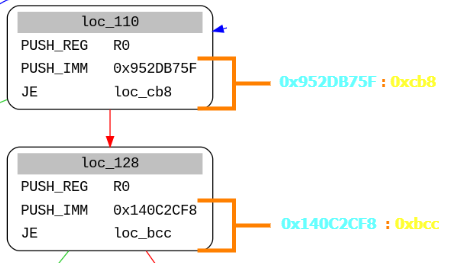 loc_110
PUSH_REG R0
PUSH_IMM 0x952DB75F
JE loc_cb8
0x952DB75F : 0xcb8
loc_128
PUSH_REG R0
PUSH_IMM 0x140C2CF8
JE loc_bcc
0x140C2CF8 : 0xbcc